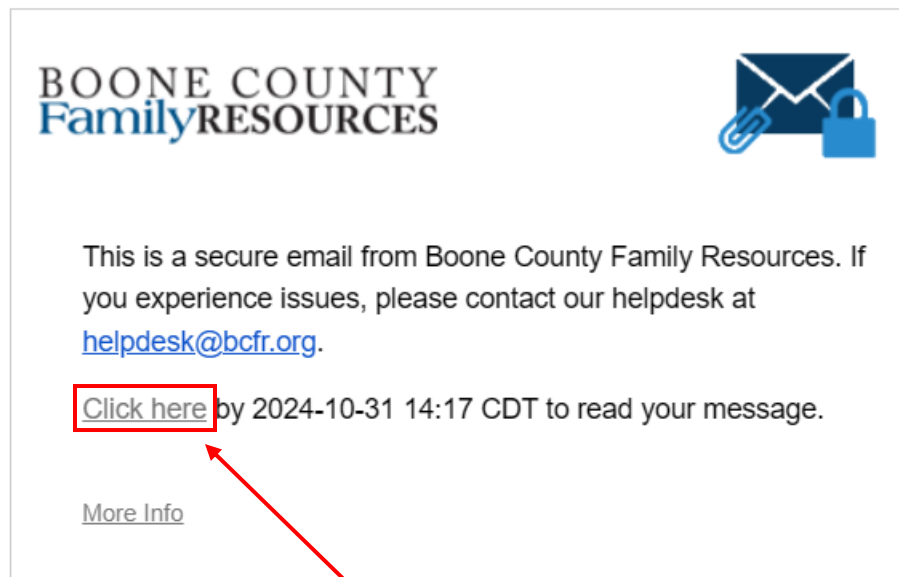 BOONE COUNTY
FamilyRESOURCES
This is a secure email from Boone County Family Resources. If
you experience issues, please contact our helpdesk at
helpdesk@bcfr.org.
Click here by 2024-10-31 14:17 CDT to read your message.
More Info